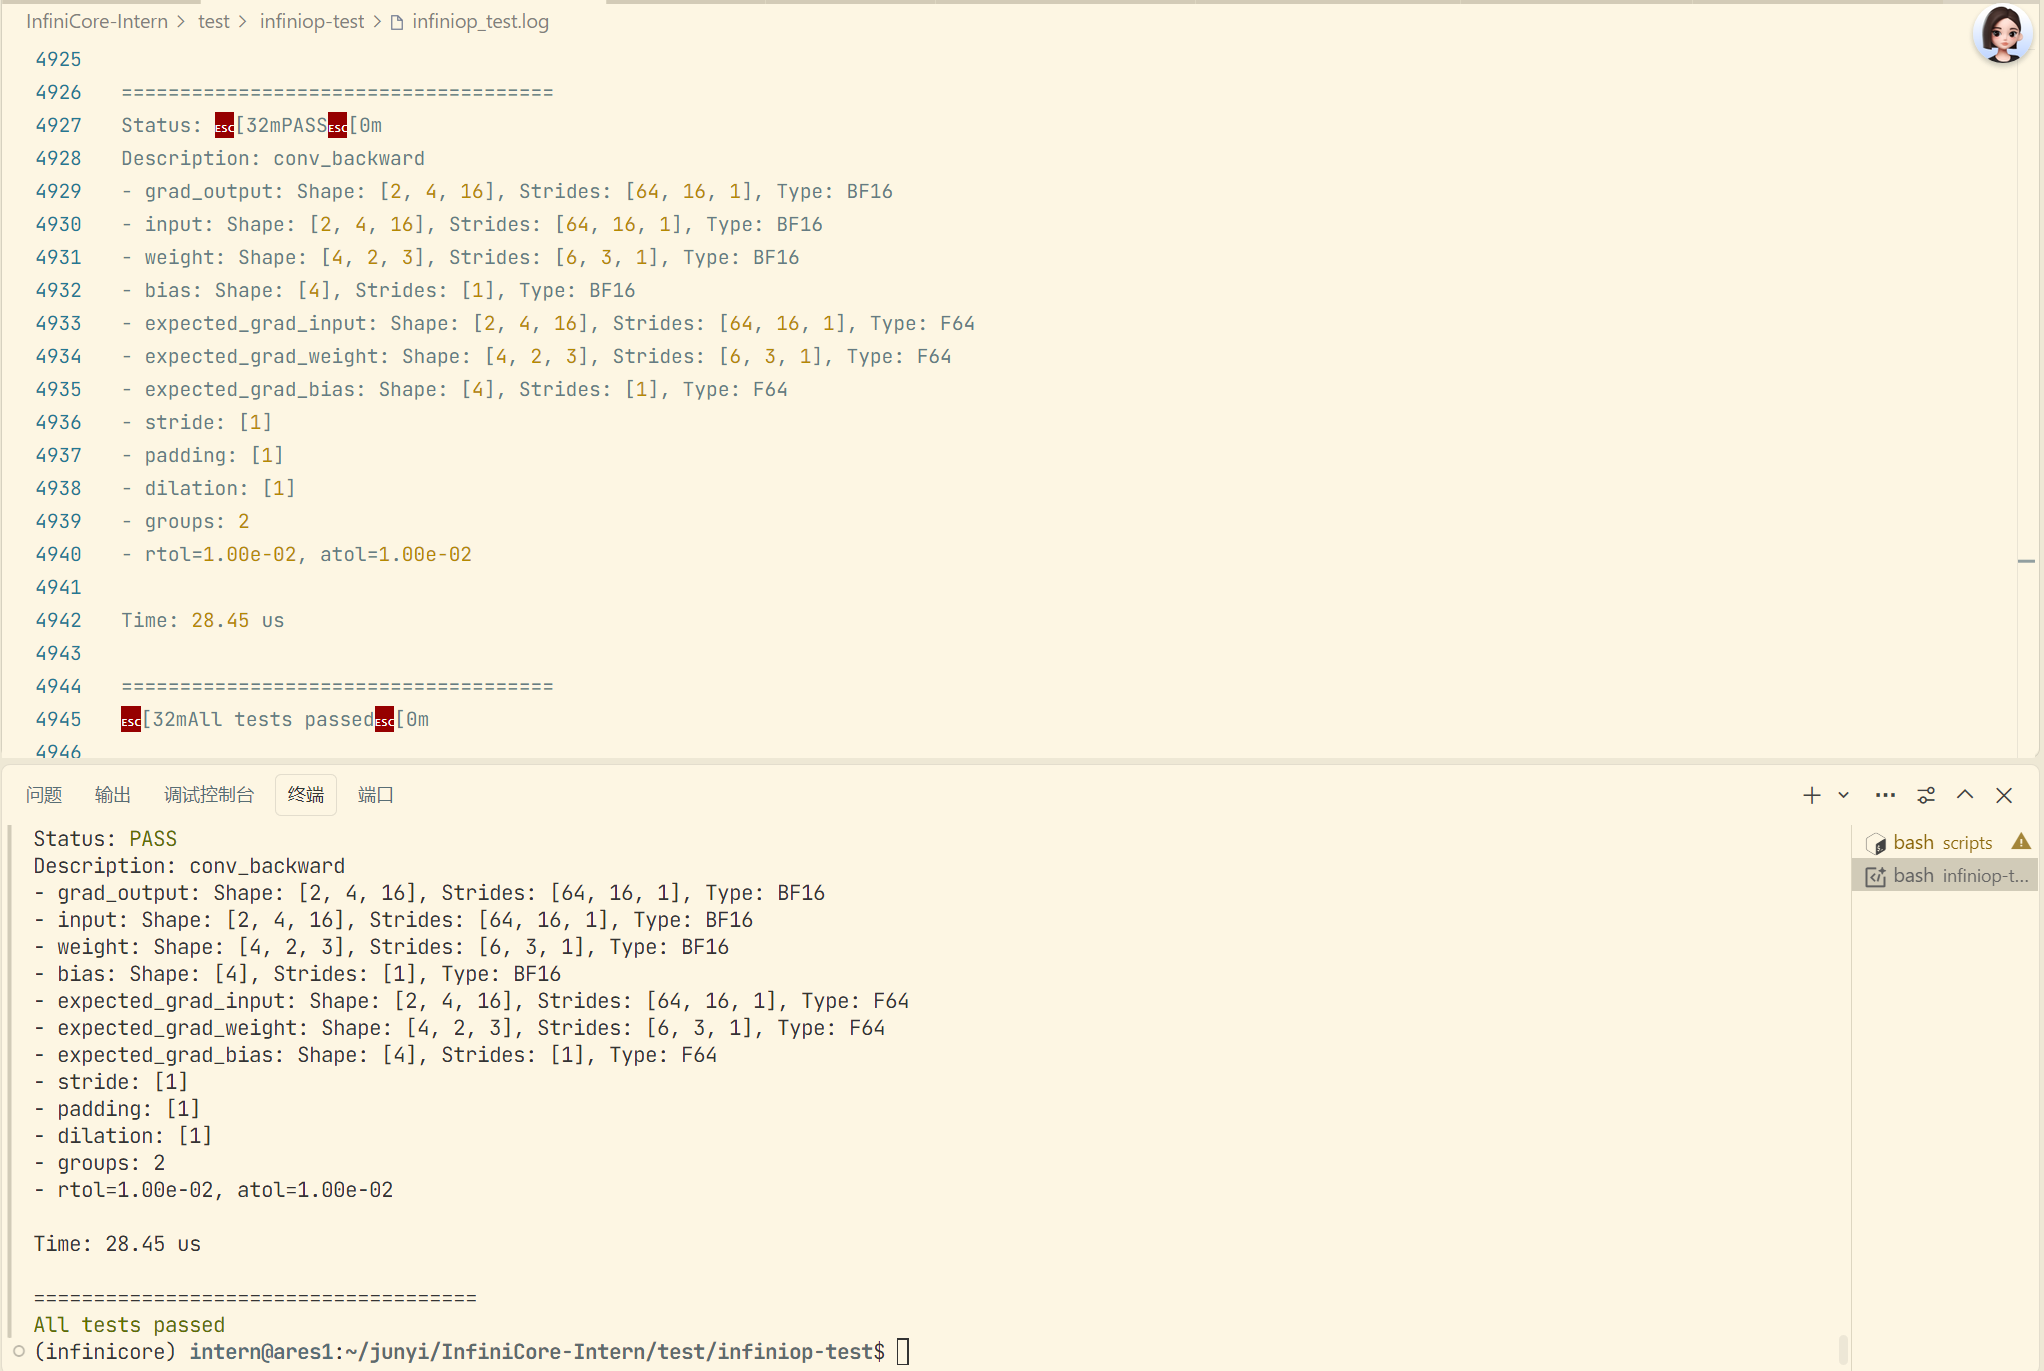 InfiniCore-Intern > test > infiniop-test > infiniop_test.log
4925
4926 =====================================
4927 Status: ESC[32mPASSESC[0m
4928 Description: conv_backward
4929 - grad_output: Shape: [2, 4, 16], Strides: [64, 16, 1], Type: BF16
4930 - input: Shape: [2, 4, 16], Strides: [64, 16, 1], Type: BF16
4931 - weight: Shape: [4, 2, 3], Strides: [6, 3, 1], Type: BF16
4932 - bias: Shape: [4], Strides: [1], Type: BF16
4933 - expected_grad_input: Shape: [2, 4, 16], Strides: [64, 16, 1], Type: F64
4934 - expected_grad_weight: Shape: [4, 2, 3], Strides: [6, 3, 1], Type: F64
4935 - expected_grad_bias: Shape: [4], Strides: [1], Type: F64
4936 - stride: [1]
4937 - padding: [1]
4938 - dilation: [1]
4939 - groups: 2
4940 - rtol=1.00e-02, atol=1.00e-02
4941
4942 Time: 28.45 us
4943
4944 =====================================
4945 ESC[32mAll tests passedESC[0m
4946
问题 输出 调试控制台 终端 端口
Status: PASS
Description: conv_backward
- grad_output: Shape: [2, 4, 16], Strides: [64, 16, 1], Type: BF16
- input: Shape: [2, 4, 16], Strides: [64, 16, 1], Type: BF16
- weight: Shape: [4, 2, 3], Strides: [6, 3, 1], Type: BF16
- bias: Shape: [4], Strides: [1], Type: BF16
- expected_grad_input: Shape: [2, 4, 16], Strides: [64, 16, 1], Type: F64
- expected_grad_weight: Shape: [4, 2, 3], Strides: [6, 3, 1], Type: F64
- expected_grad_bias: Shape: [4], Strides: [1], Type: F64
- stride: [1]
- padding: [1]
- dilation: [1]
- groups: 2
- rtol=1.00e-02, atol=1.00e-02
Time: 28.45 us
=====================================
All tests passed
(infinicore) intern@ares1:~/junyi/InfiniCore-Intern/test/infiniop-test$
bash scripts
bash infiniop-t...